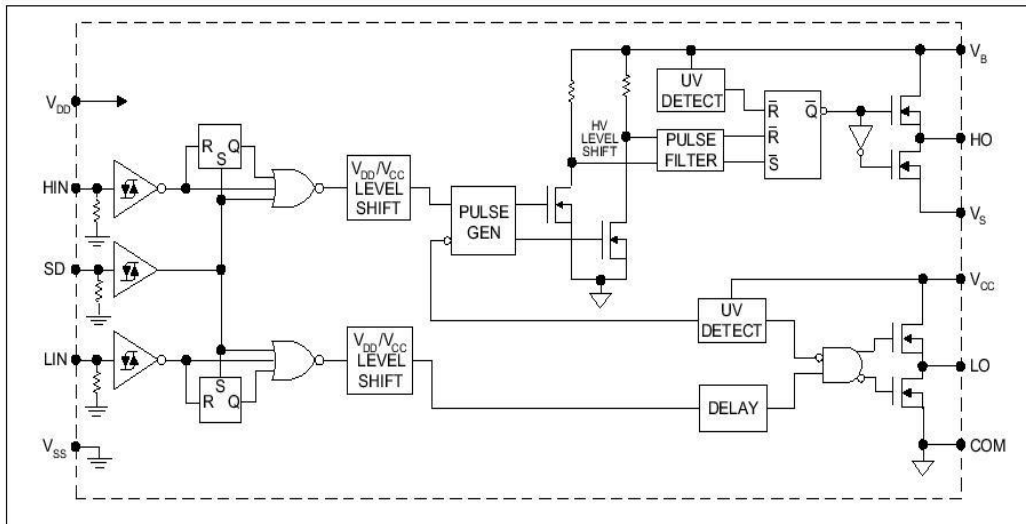 V_B
UV
DETECT
V_DD
R̅ Q̅
HV
LEVEL
SHIFT
R Q
S
PULSE
FILTER
R̅
S̅
HO
HIN
V_DD/V_CC
LEVEL
SHIFT
PULSE
GEN
V_S
SD
V_CC
UV
DETECT
LIN
V_DD/V_CC
LEVEL
SHIFT
S
R Q
LO
DELAY
V_SS
COM